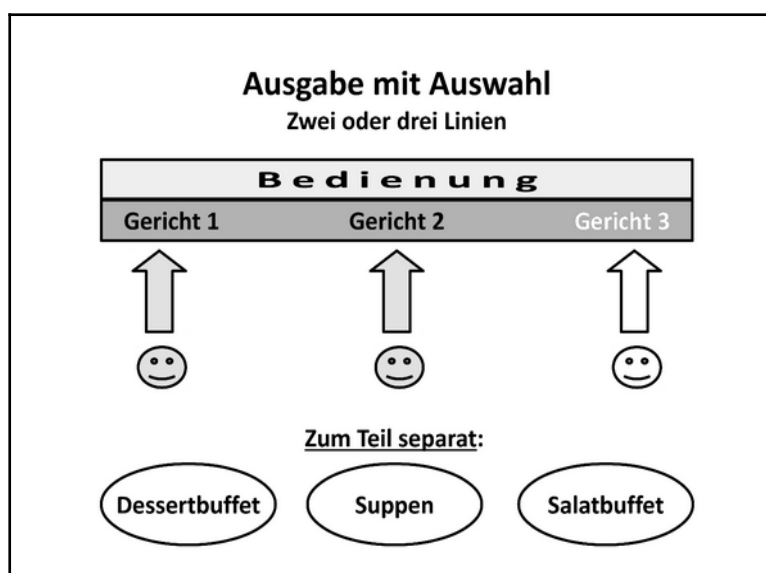 Ausgabe mit Auswahl
Zwei oder drei Linien
Bedienung
Gericht 1 Gericht 2 Gericht 3
Zum Teil separat:
Dessertbuffet Suppen Salatbuffet